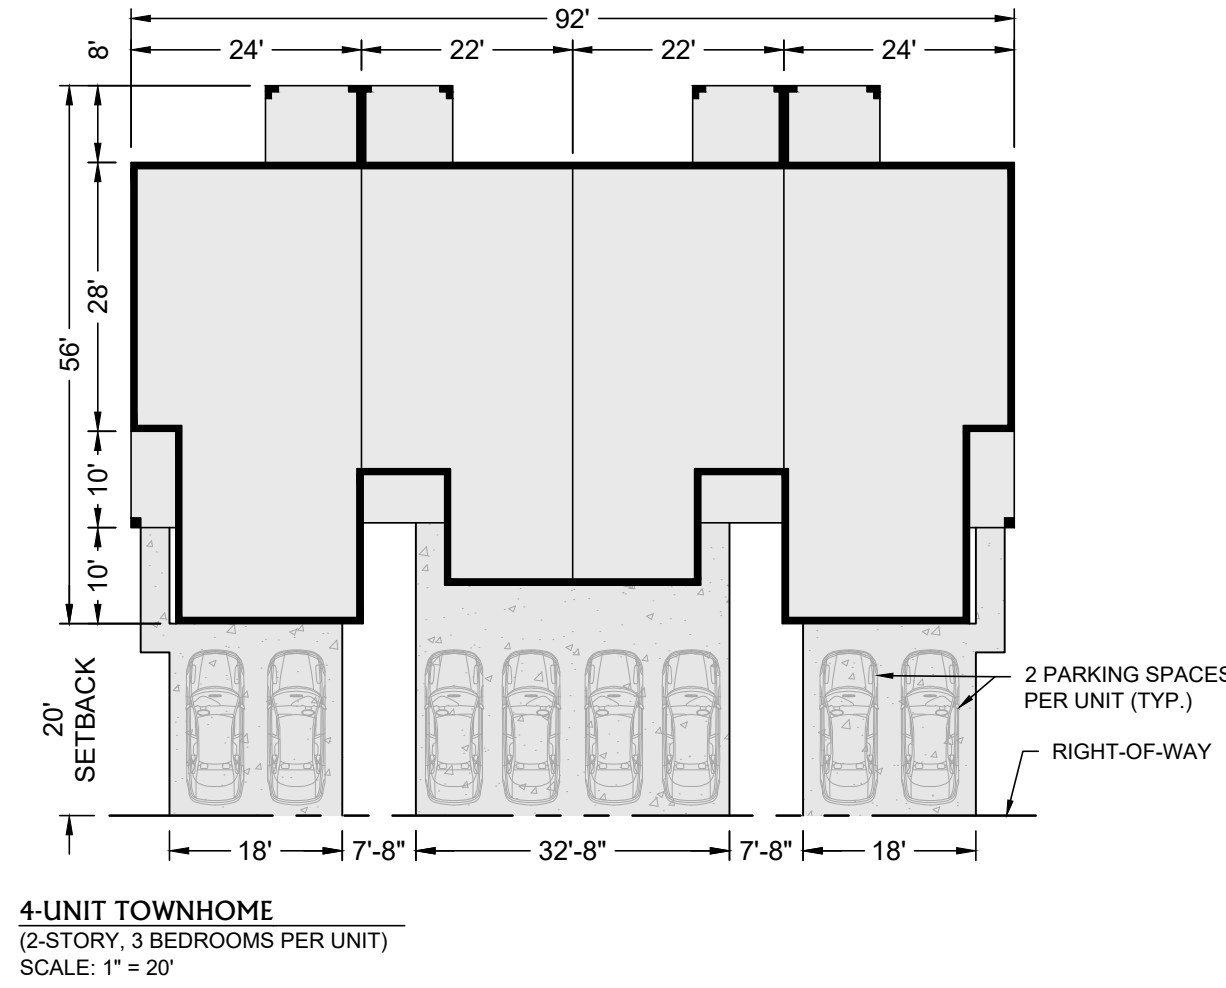 92'
24'
22'
22'
24'
8'
28'
56'
10'
10'
20'
SETBACK
2 PARKING SPACES
PER UNIT (TYP.)
RIGHT-OF-WAY
18'
7'-8"
32'-8"
7'-8"
18'
4-UNIT TOWNHOME
(2-STORY, 3 BEDROOMS PER UNIT)
SCALE: 1" = 20'